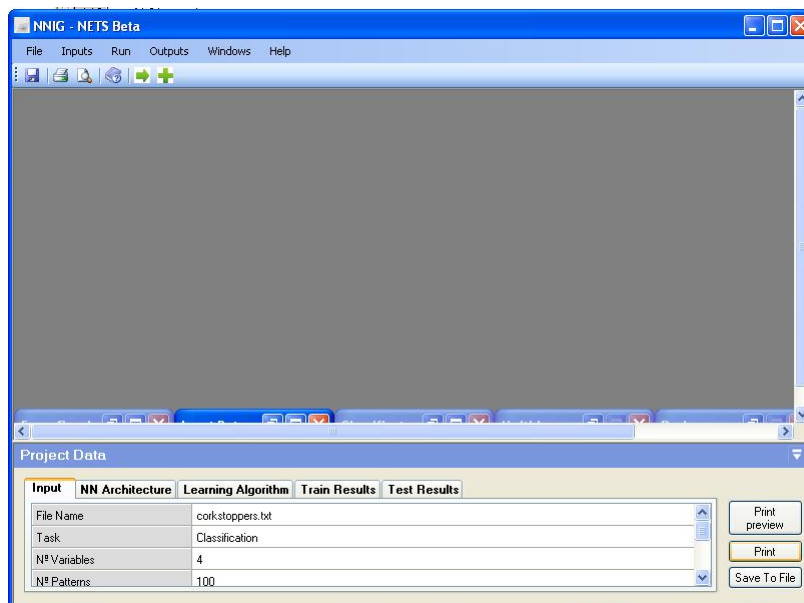 NNIG - NETS Beta
File Inputs Run Outputs Windows Help
Project Data
Input NN Architecture Learning Algorithm Train Results Test Results
File Name corkstoppers.txt
Task Classification
Nº Variables 4
Nº Patterns 100
Print preview
Print
Save To File